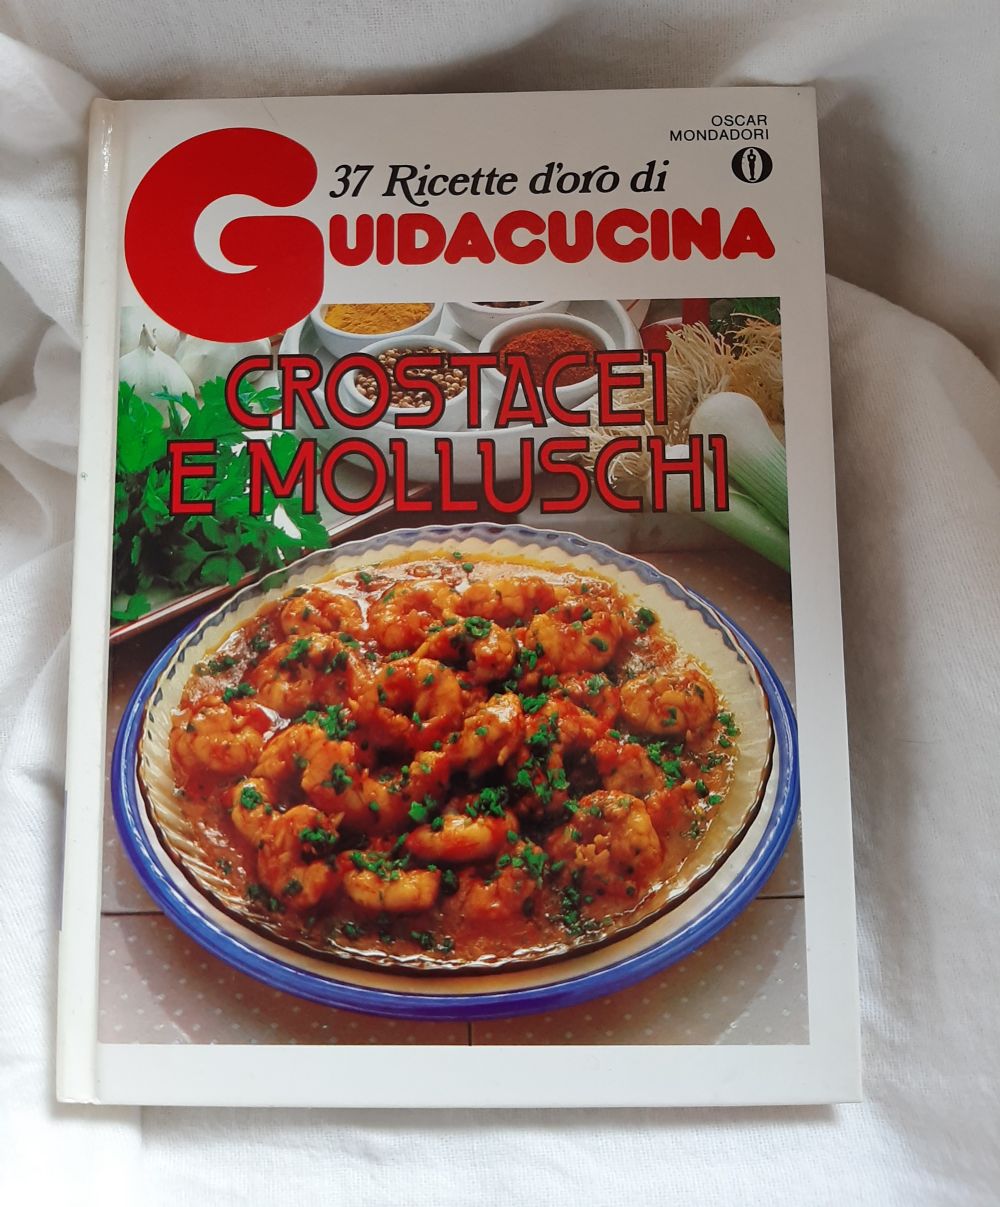 OSCAR
MONDADORI
37 Ricette d'oro di
GUIDACUCINA
CROSTACEI
E MOLLUSCHI